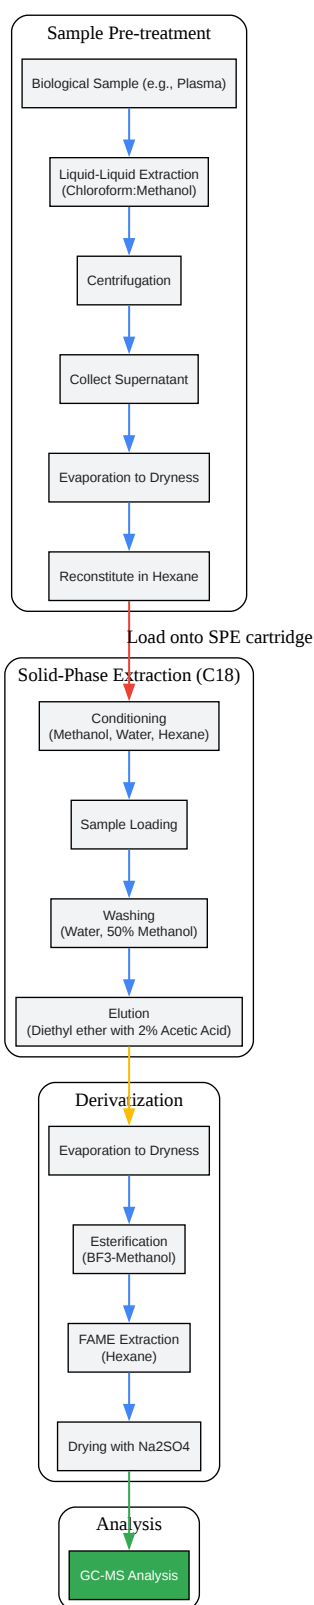 Sample Pre-treatment
Biological Sample (e.g., Plasma)
Liquid-Liquid Extraction
(Chloroform:Methanol)
Centrifugation
Collect Supernatant
Evaporation to Dryness
Reconstitute in Hexane
Load onto SPE cartridge
Solid-Phase Extraction (C18)
Conditioning
(Methanol, Water, Hexane)
Sample Loading
Washing
(Water, 50% Methanol)
Elution
(Diethyl ether with 2% Acetic Acid)
Derivatization
Evaporation to Dryness
Esterification
(BF3-Methanol)
FAME Extraction
(Hexane)
Drying with Na2SO4
Analysis
GC-MS Analysis